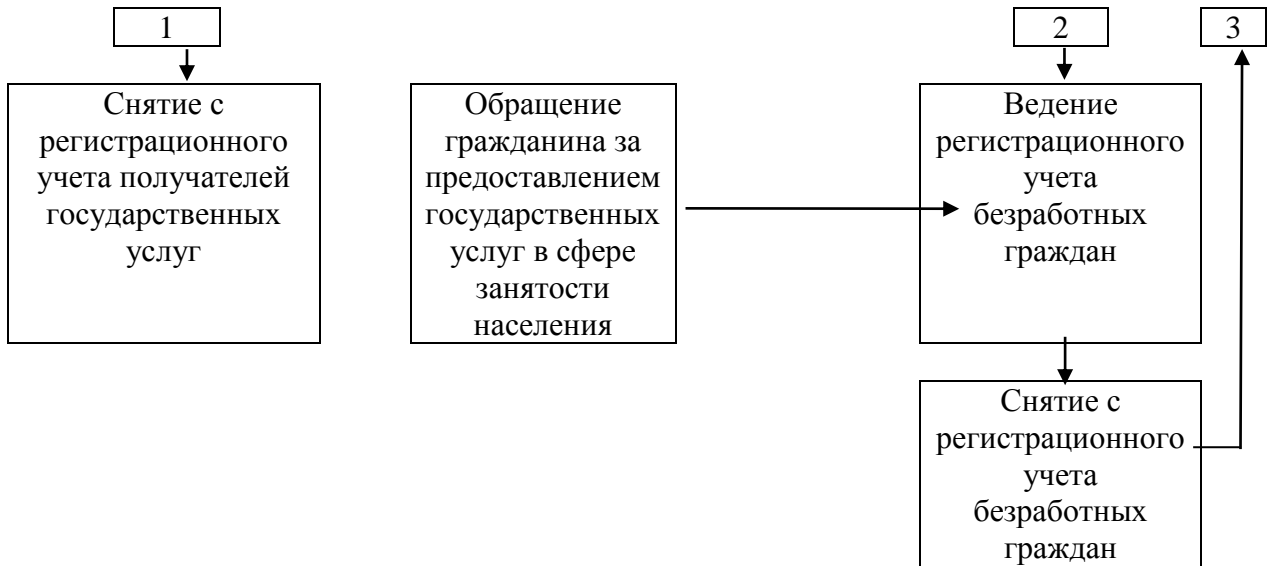 1
2
3
Снятие с
регистрационного
учета получателей
государственных
услуг
Обращение
гражданина за
предоставлением
государственных
услуг в сфере
занятости
населения
Ведение
регистрационного
учета
безработных
граждан
Снятие с
регистрационного
учета
безработных
граждан